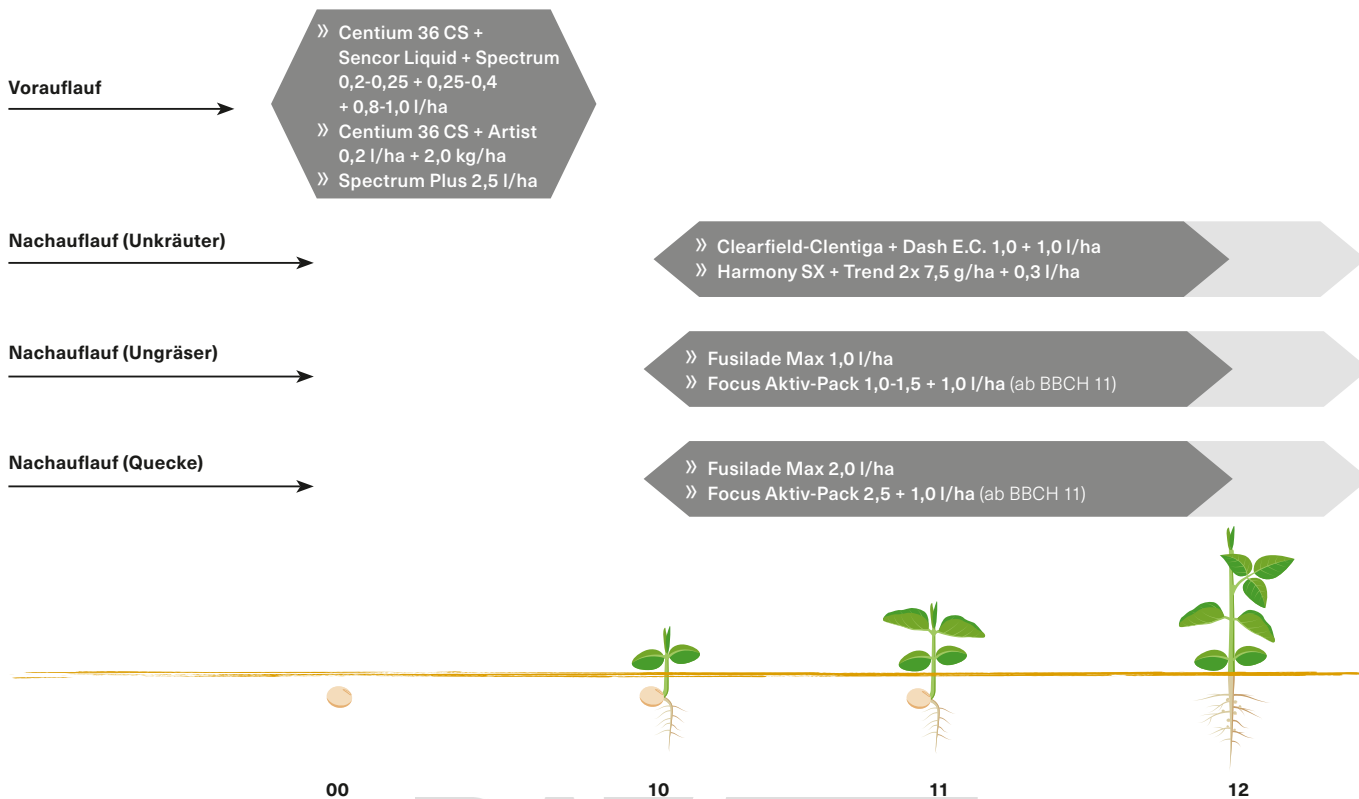 Vorauflauf
» Centium 36 CS +
Sencor Liquid + Spectrum
0,2-0,25 + 0,25-0,4
+ 0,8-1,0 l/ha
» Centium 36 CS + Artist
0,2 l/ha + 2,0 kg/ha
» Spectrum Plus 2,5 l/ha
Nachauflauf (Unkräuter)
» Clearfield-Clentiga + Dash E.C. 1,0 + 1,0 l/ha
» Harmony SX + Trend 2x 7,5 g/ha + 0,3 l/ha
Nachauflauf (Ungräser)
» Fusilade Max 1,0 l/ha
» Focus Aktiv-Pack 1,0-1,5 + 1,0 l/ha (ab BBCH 11)
Nachauflauf (Quecke)
» Fusilade Max 2,0 l/ha
» Focus Aktiv-Pack 2,5 + 1,0 l/ha (ab BBCH 11)
00 10 11 12